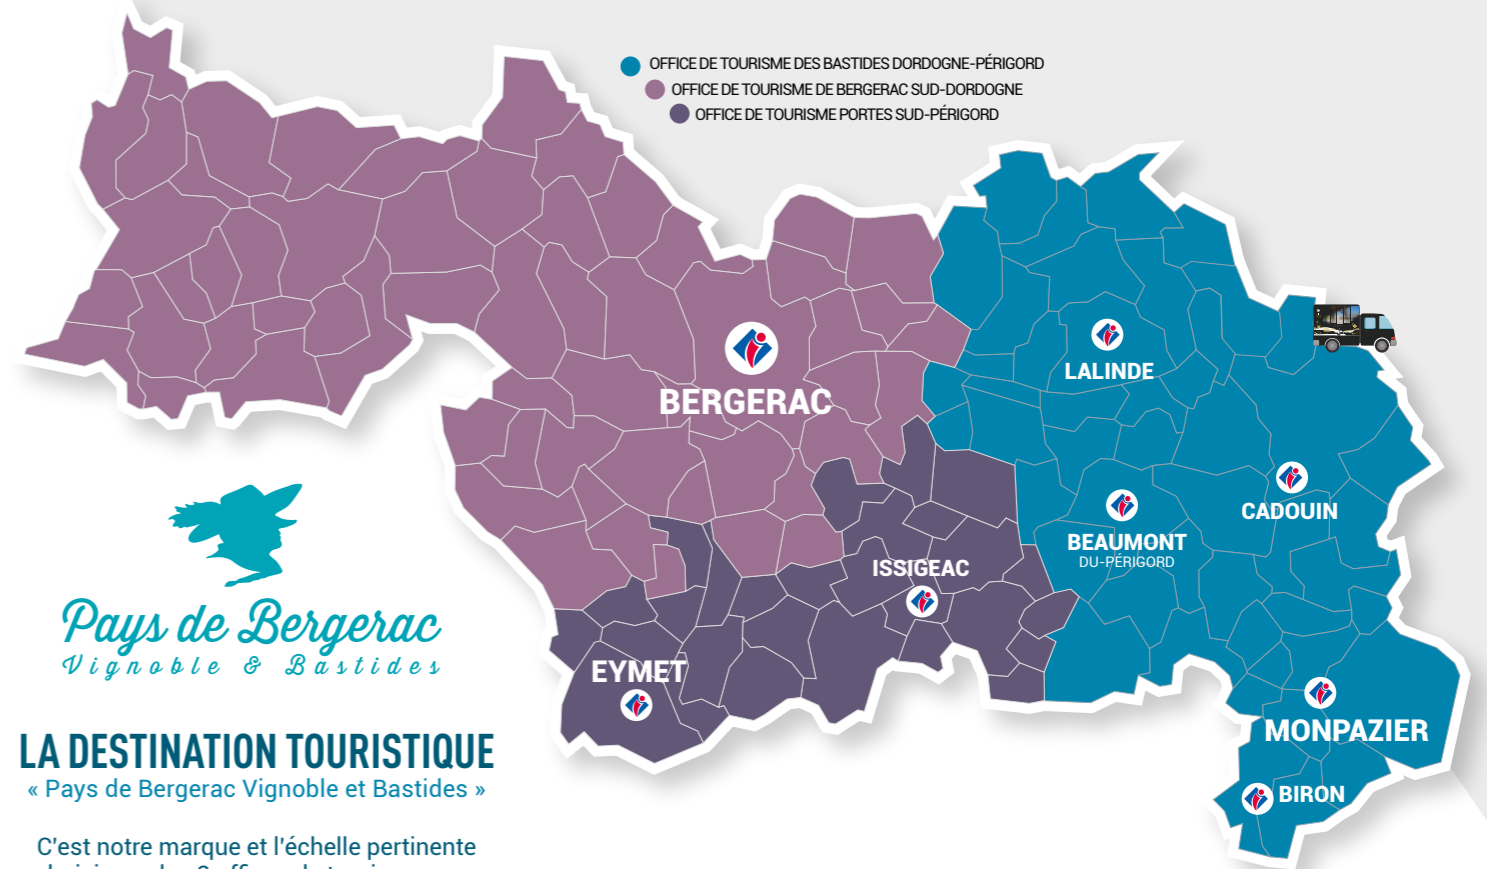 OFFICE DE TOURISME DES BASTIDES DORDOGNE-PÉRIGORD
OFFICE DE TOURISME DE BERGERAC SUD-DORDOGNE
OFFICE DE TOURISME PORTES SUD-PÉRIGORD
BERGERAC
LALINDE
CADOUIN
BEAUMONT
DU-PÉRIGORD
ISSIGEAC
EYMET
MONPAZIER
BIRON
Pays de Bergerac
Vignoble & Bastides
LA DESTINATION TOURISTIQUE
« Pays de Bergerac Vignoble et Bastides »
C'est notre marque et l'échelle pertinente